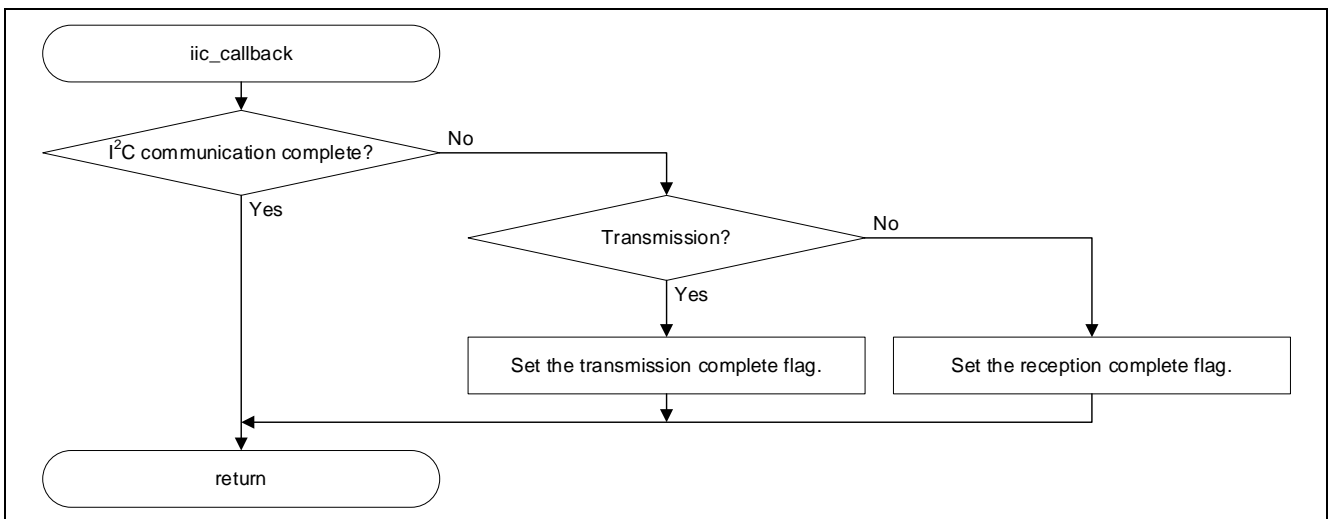 iic_callback
I²C communication complete?
No
Yes
Transmission?
No
Yes
Set the transmission complete flag.
Set the reception complete flag.
return